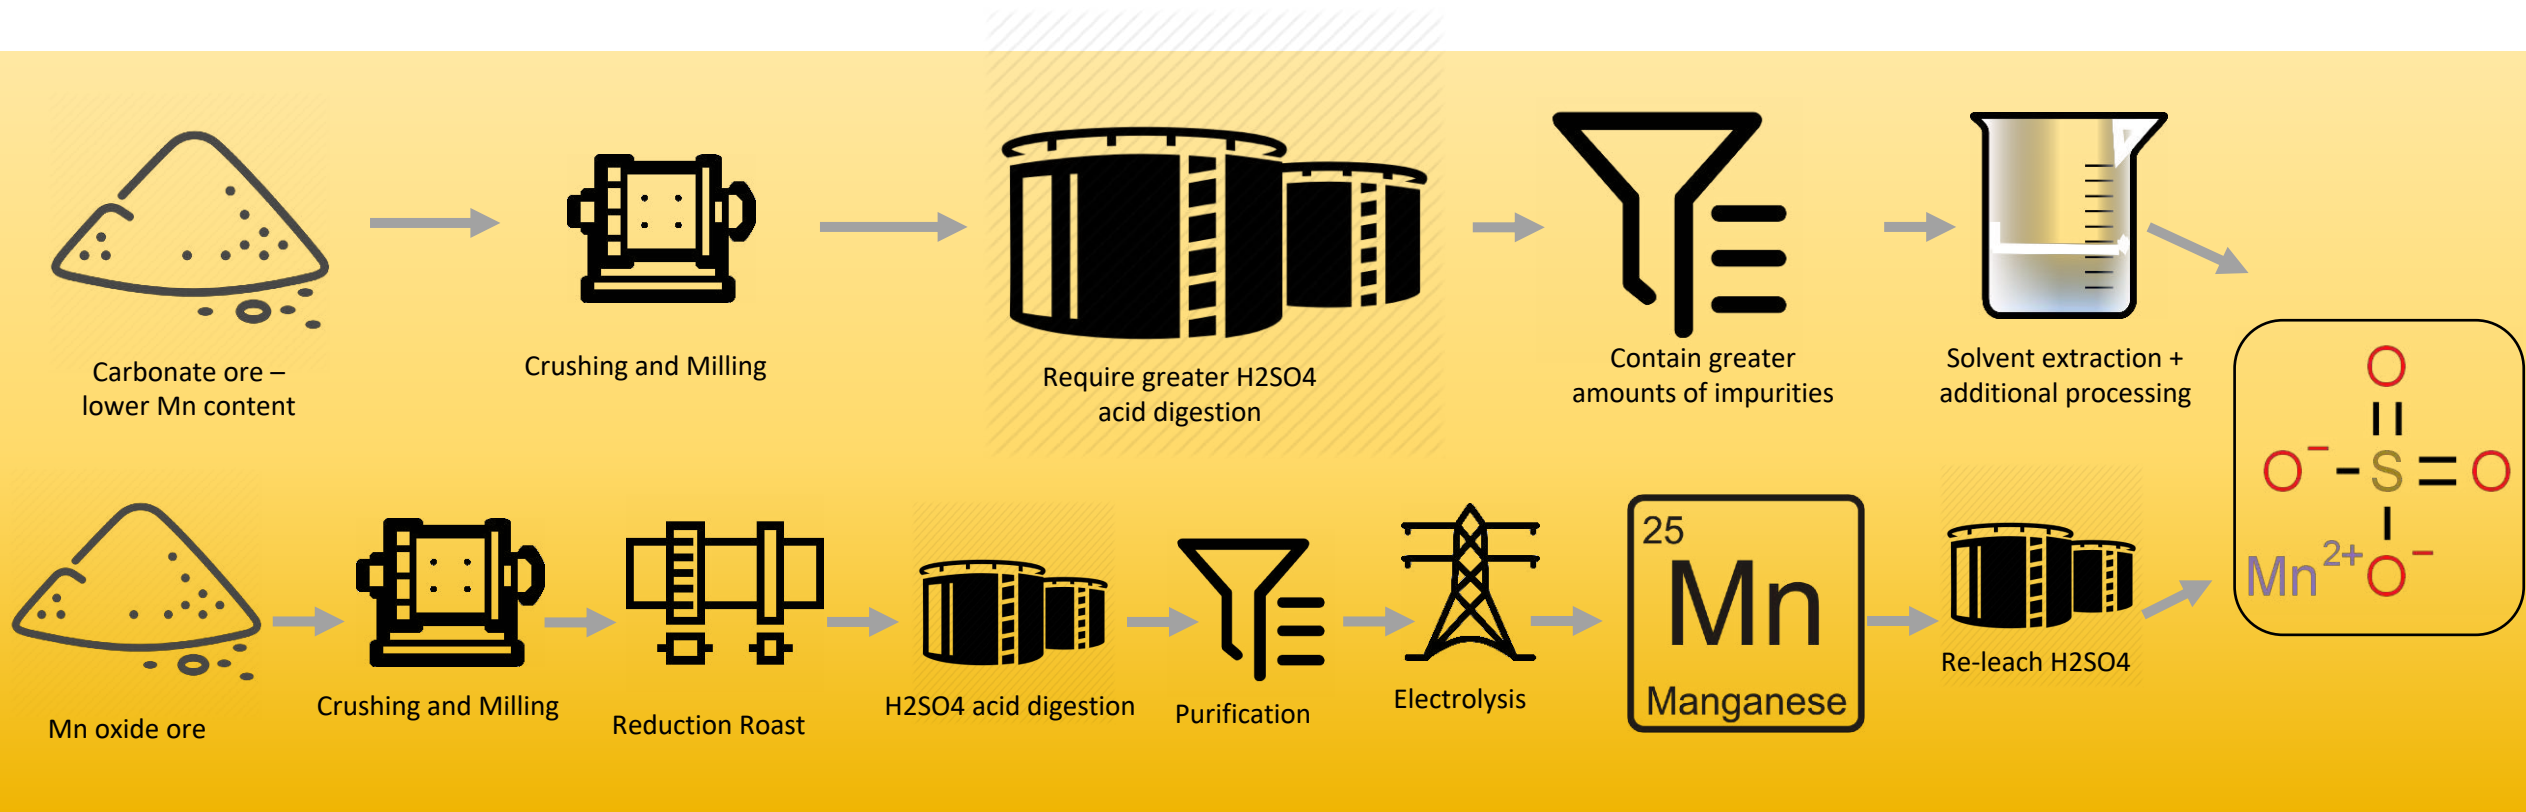 Carbonate ore –
lower Mn content
Crushing and Milling
Require greater H2SO4
acid digestion
Contain greater
amounts of impurities
Solvent extraction +
additional processing
O
O⁻ - S = O
Mn²⁺ O⁻
Mn oxide ore
Crushing and Milling
Reduction Roast
H2SO4 acid digestion
Purification
Electrolysis
25
Mn
Manganese
Re-leach H2SO4